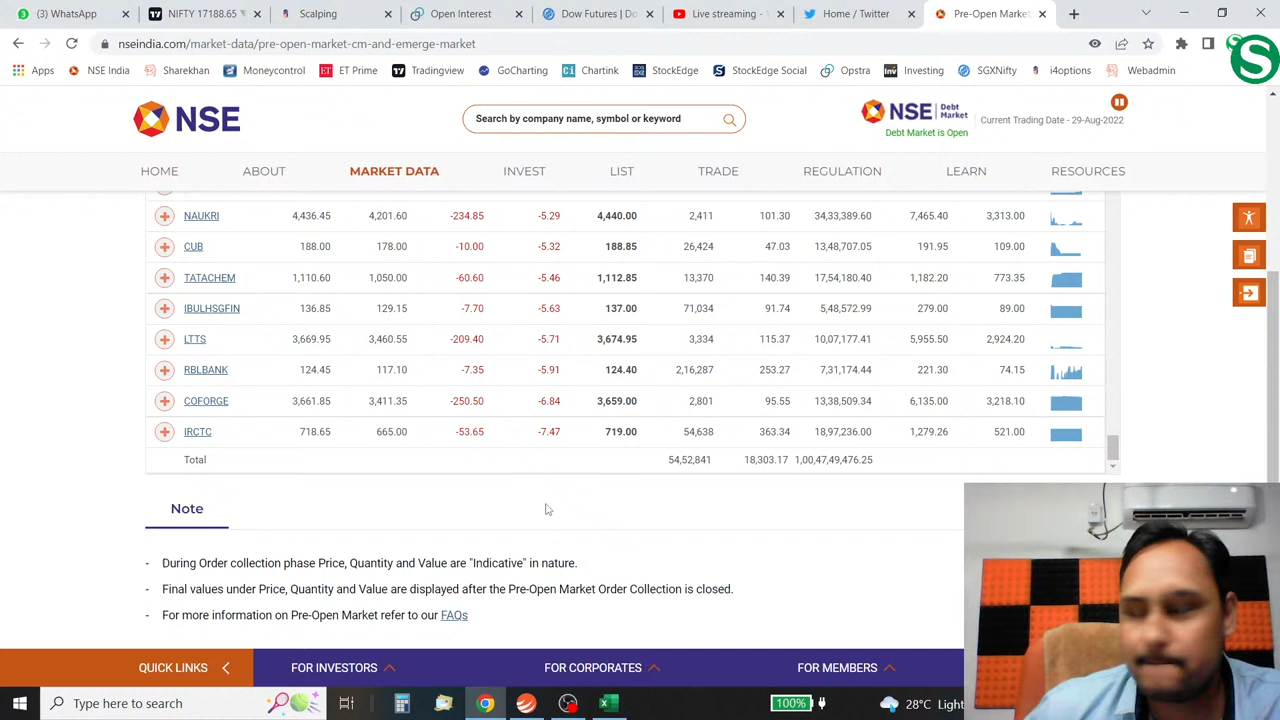 WhatsApp
NIFTY 17188.65
Scalping
Open Interest
Dow Futures | Do
Live streaming -
Home / Twitter
Pre-Open Market
nseindia.com/market-data/pre-open-market-cm-and-emerge-market
Apps NSE India Sharekhan Moneycontrol ET Prime Tradingview GoCharting Chartink StockEdge StockEdge Social Opstra Investing SGXNifty i4options Webadmin
NSE
Search by company name, symbol or keyword
NSE Debt Market
Debt Market is Open
Current Trading Date - 29-Aug-2022
HOME ABOUT MARKET DATA INVEST LIST TRADE REGULATION LEARN RESOURCES
NAUKRI 4,436.45 4,201.60 -234.85 -5.29 4,440.00 2,411 101.30 34,33,389.60 7,465.40 3,313.00
CUB 188.00 178.00 -10.00 -5.32 188.85 26,424 47.03 13,48,707.05 191.95 109.00
TATACHEM 1,110.60 1,050.00 -60.60 1,112.85 13,370 140.39 17,54,180.40 1,182.20 773.35
IBULHSGFIN 136.85 129.15 -7.70 -5.63 137.00 71,034 91.74 5,48,572.99 279.00 89.00
LTTS 3,669.95 3,460.55 -209.40 -5.71 3,674.95 3,334 115.37 10,07,177.41 5,955.50 2,924.20
RBLBANK 124.45 117.10 -7.35 -5.91 124.40 2,16,287 253.27 7,31,174.44 221.30 74.15
COFORGE 3,661.85 3,411.35 -250.50 -6.84 3,659.00 2,801 95.55 13,38,509.34 6,135.00 3,218.10
IRCTC 718.65 665.00 -53.65 -7.47 719.00 54,638 363.34 18,97,236.00 1,279.26 521.00
Total 54,52,841 18,303.17 1,00,47,49,476.25
Note
- During Order collection phase Price, Quantity and Value are "Indicative" in nature.
- Final values under Price, Quantity and Value are displayed after the Pre-Open Market Order Collection is closed.
- For more information on Pre-Open Market refer to our FAQs
QUICK LINKS FOR INVESTORS FOR CORPORATES FOR MEMBERS
Type here to search
100%
28°C Light